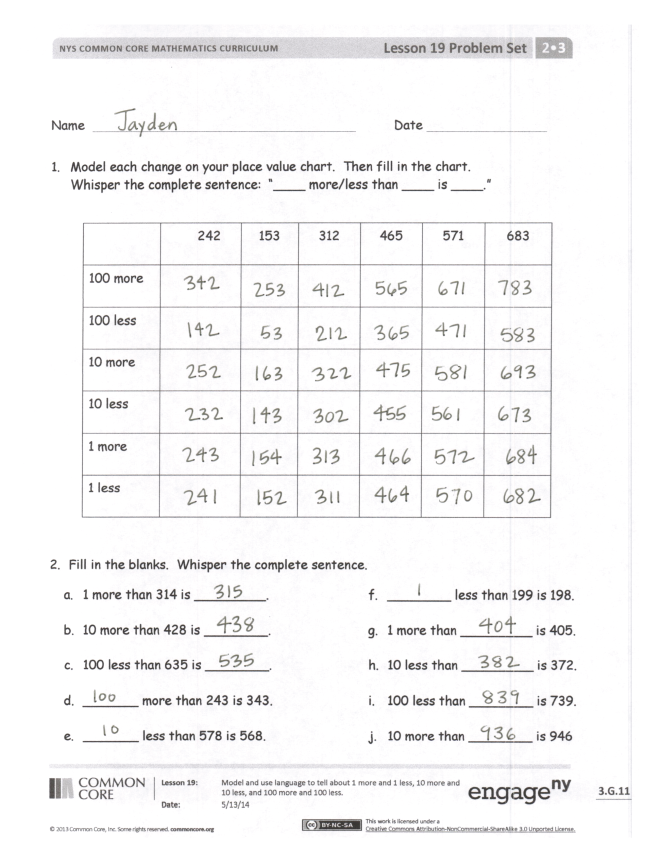 NYS COMMON CORE MATHEMATICS CURRICULUM Lesson 19 Problem Set 2•3
Name Jayden Date
1. Model each change on your place value chart. Then fill in the chart.
Whisper the complete sentence: "_____ more/less than _____ is _____."
242 153 312 465 571 683
100 more 342 253 412 565 671 783
100 less 142 53 212 365 471 583
10 more 252 163 322 475 581 693
10 less 232 143 302 455 561 673
1 more 243 154 313 466 572 684
1 less 241 152 311 464 570 682
2. Fill in the blanks. Whisper the complete sentence.
a. 1 more than 314 is 315.
b. 10 more than 428 is 438.
c. 100 less than 635 is 535.
d. 100 more than 243 is 343.
e. 10 less than 578 is 568.
f. 1 less than 199 is 198.
g. 1 more than 404 is 405.
h. 10 less than 382 is 372.
i. 100 less than 839 is 739.
j. 10 more than 936 is 946
COMMON CORE
Lesson 19: Model and use language to tell about 1 more and 1 less, 10 more and
10 less, and 100 more and 100 less.
Date: 5/13/14
engage ny
3.G.11
© 2013 Common Core, Inc. Some rights reserved. commoncore.org
cc BY-NC-SA
This work is licensed under a
Creative Commons Attribution-NonCommercial-ShareAlike 3.0 Unported License.